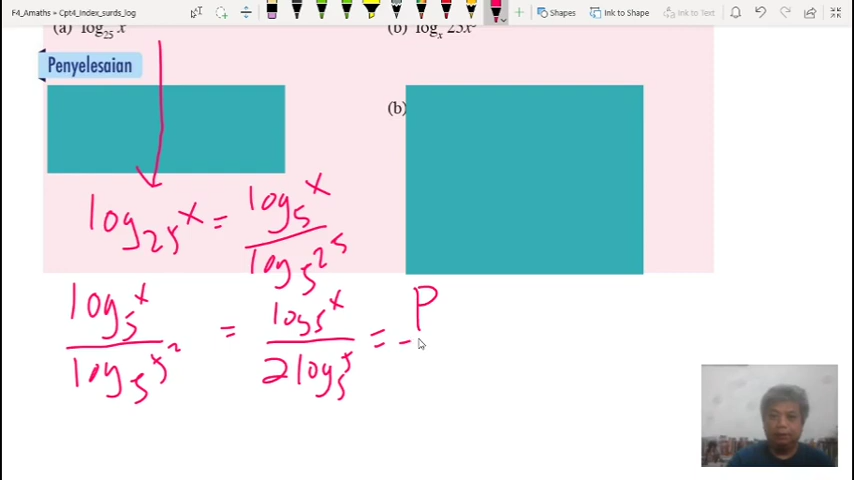 F4_Amaths » Cpt4_Index_surds_log
Shapes
Ink to Shape
Ink to Text
(a) log₂₅ x
(b) logₓ 25x³
Penyelesaian
(b)
log₂₅ x = log₅ x / log₅ 25
log₅ x / log₅ 5² = log₅ x / 2 log₅ 5 = P